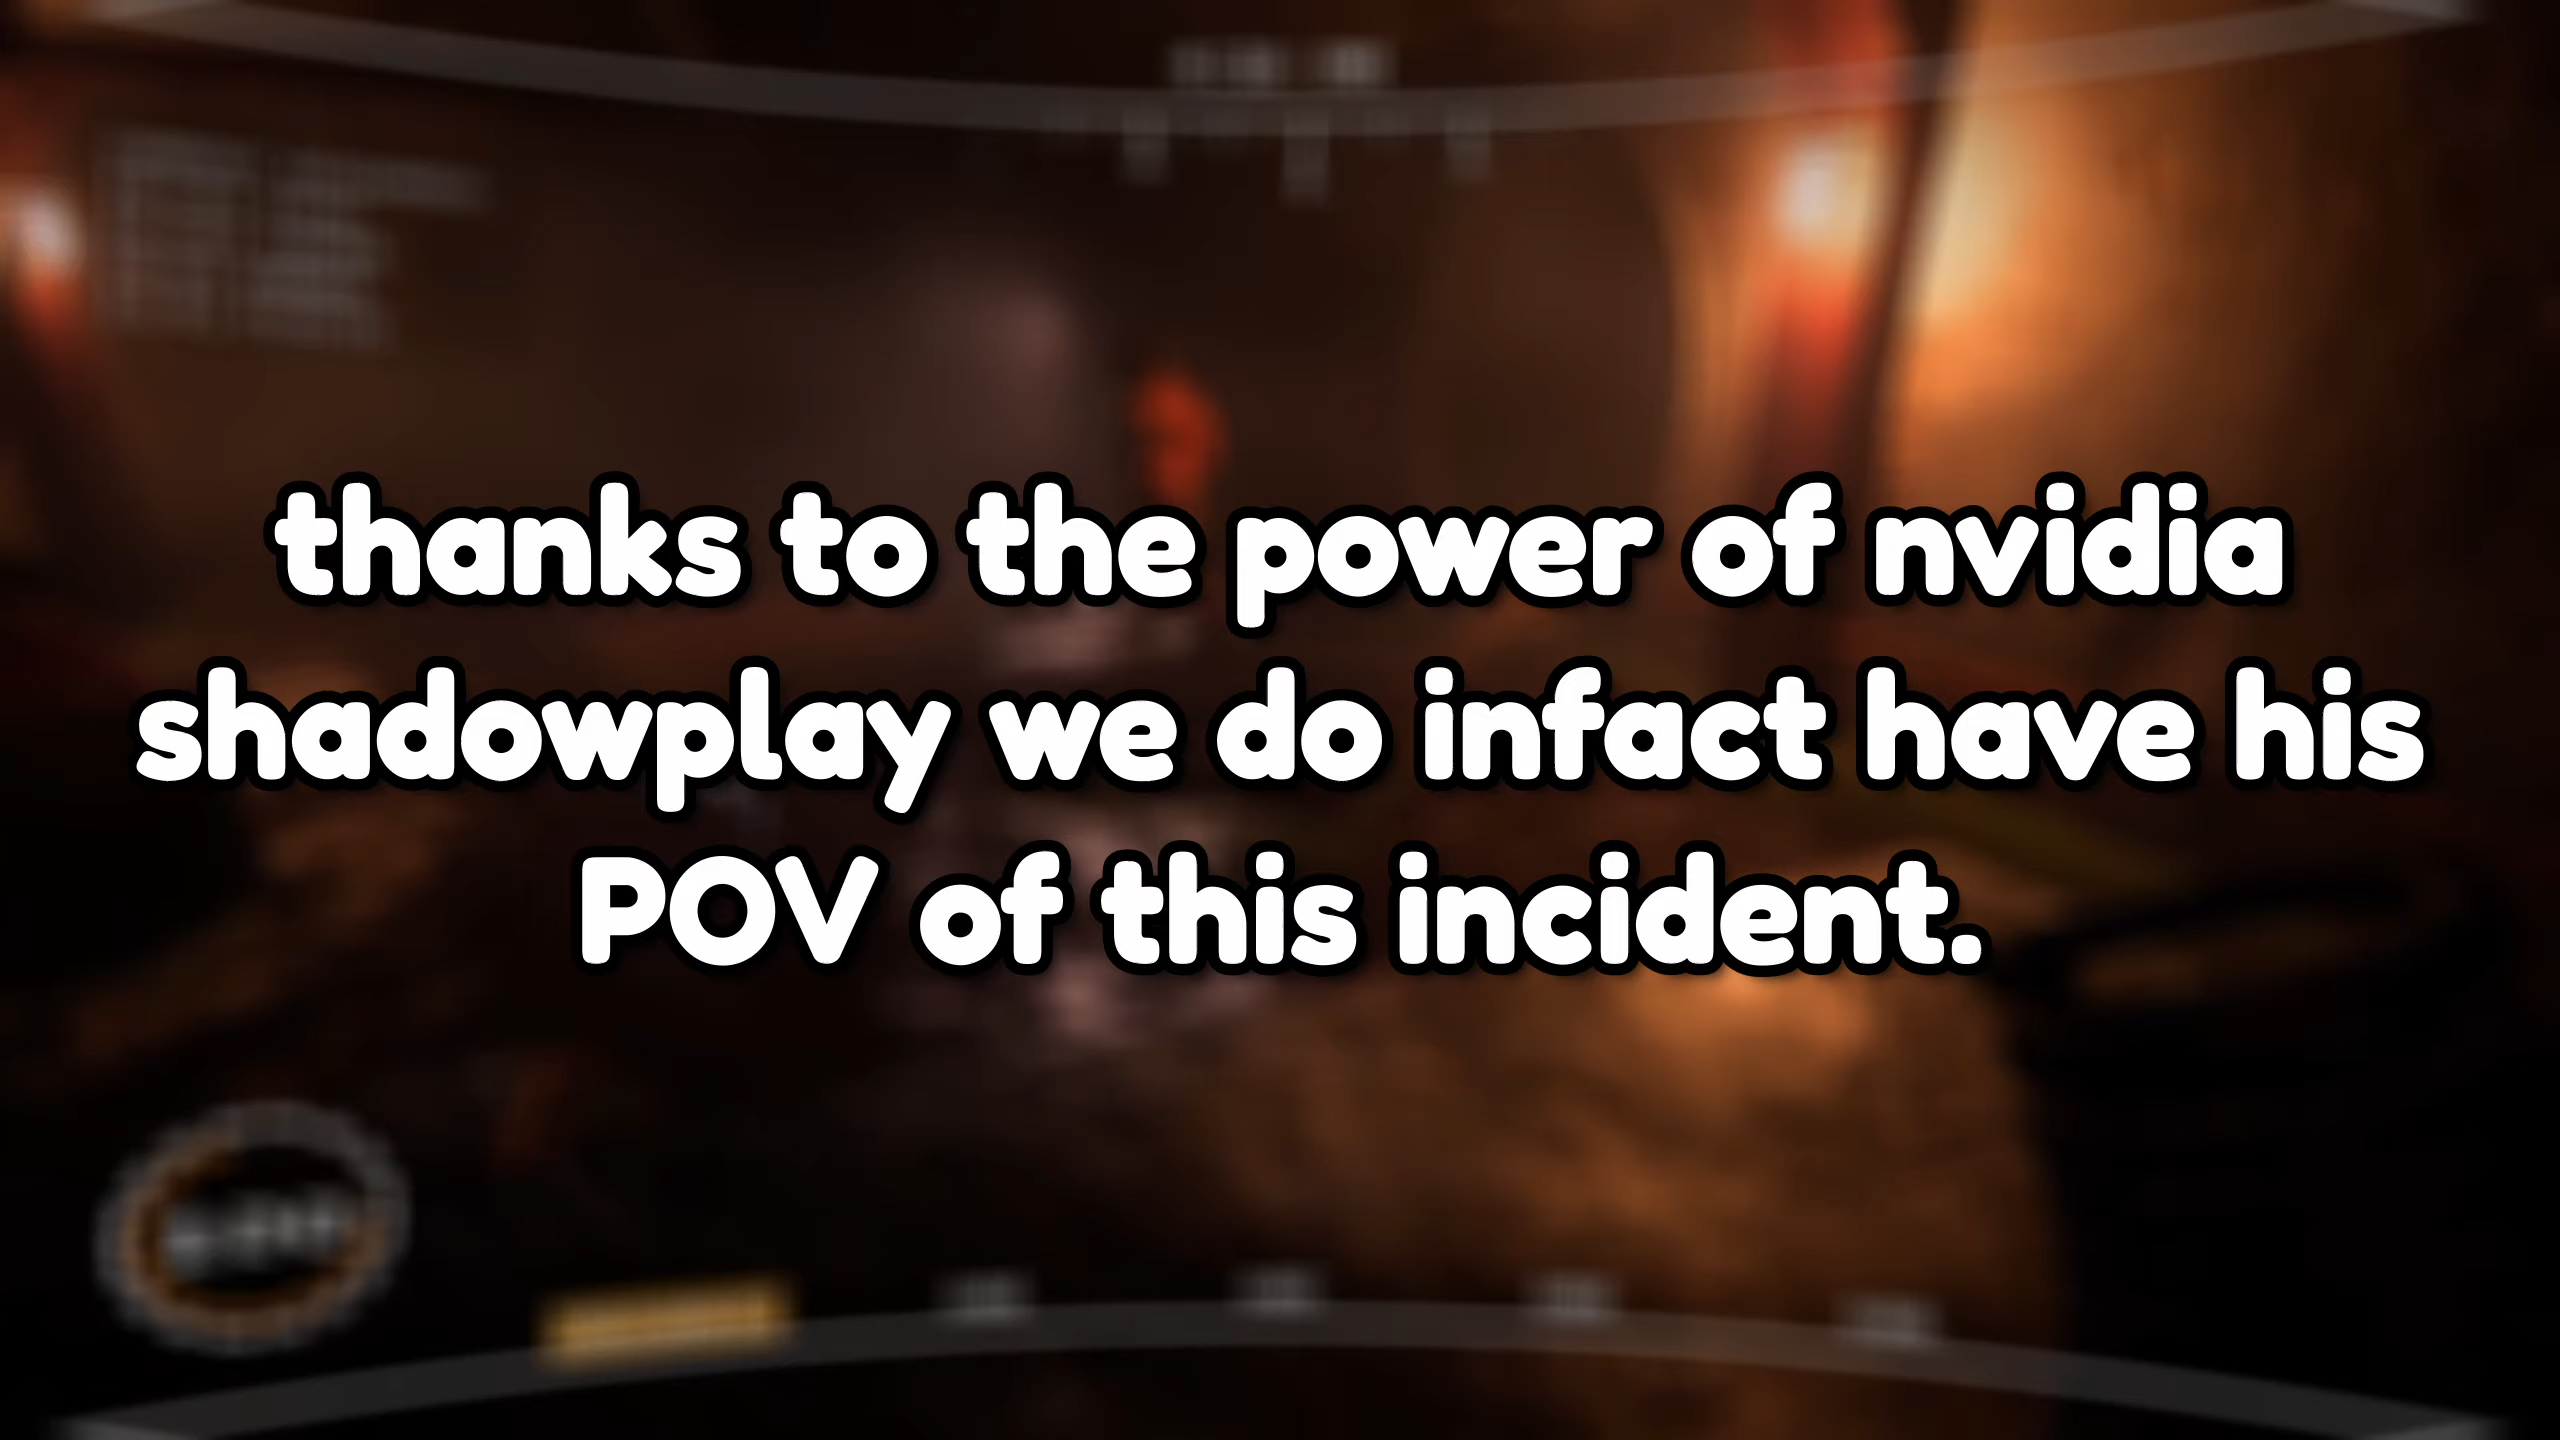 thanks to the power of nvidia
shadowplay we do infact have his
POV of this incident.